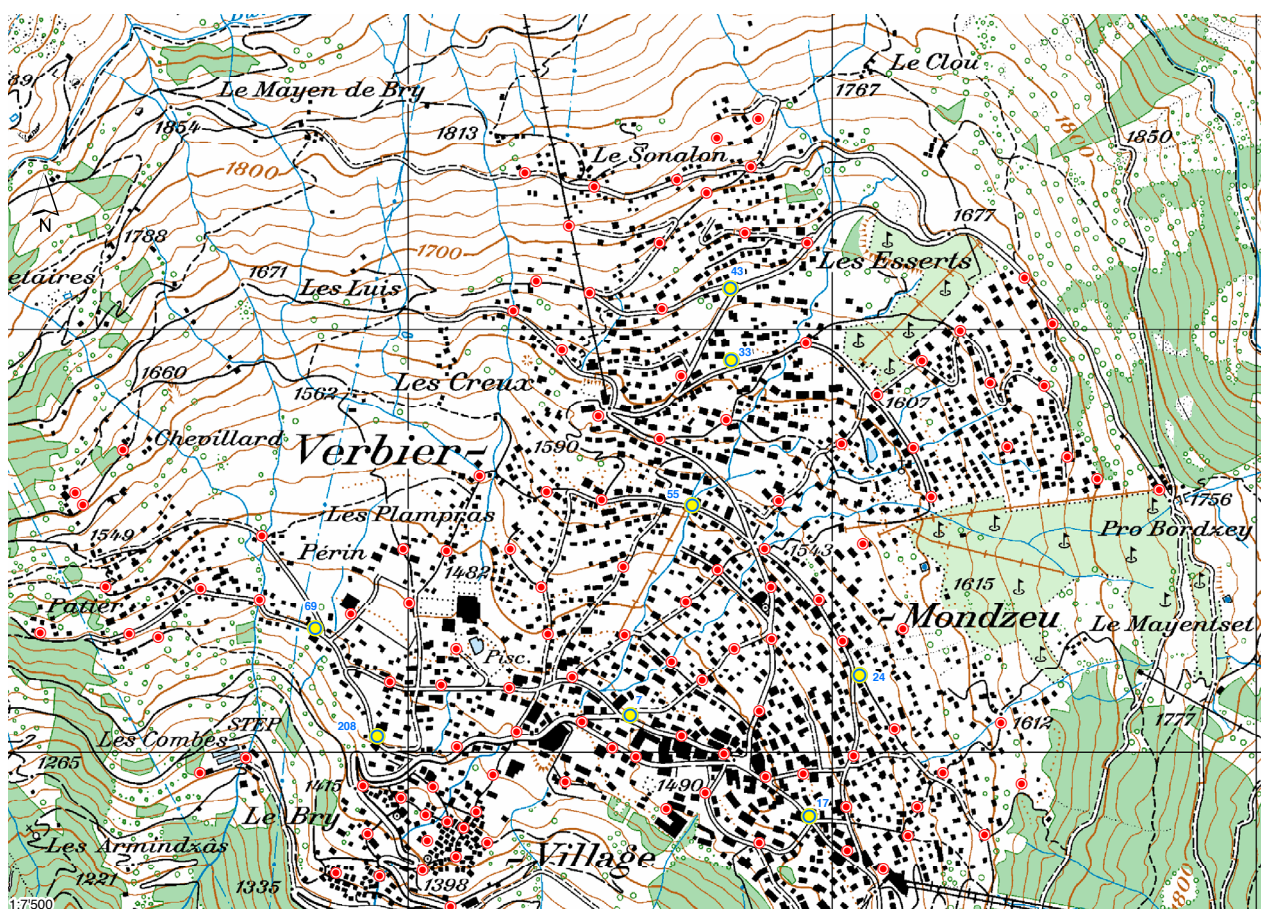 Le Clou
Le Mayen de Bry
1767
1854
1813
1850
Le Sonalon
1800
1800
N
1677
1788
1700
elaires
1671
Les Esserts
Les Luis
43
33
1660
Les Creux
1562
1607
Chevillard
1590
Verbier-
55
1756
Les Plampras
Pro Bordzey
1549
Périn
1543
1482
1615
Patier
69
-Mondzeu
Le Mayentset
Pisc
24
7
208
STEP
1612
1777
Les Combes
1265
1415
1490
Le Bry
17
Les Armindzas
-Village
1221
1335
1398
1800
1:7'500